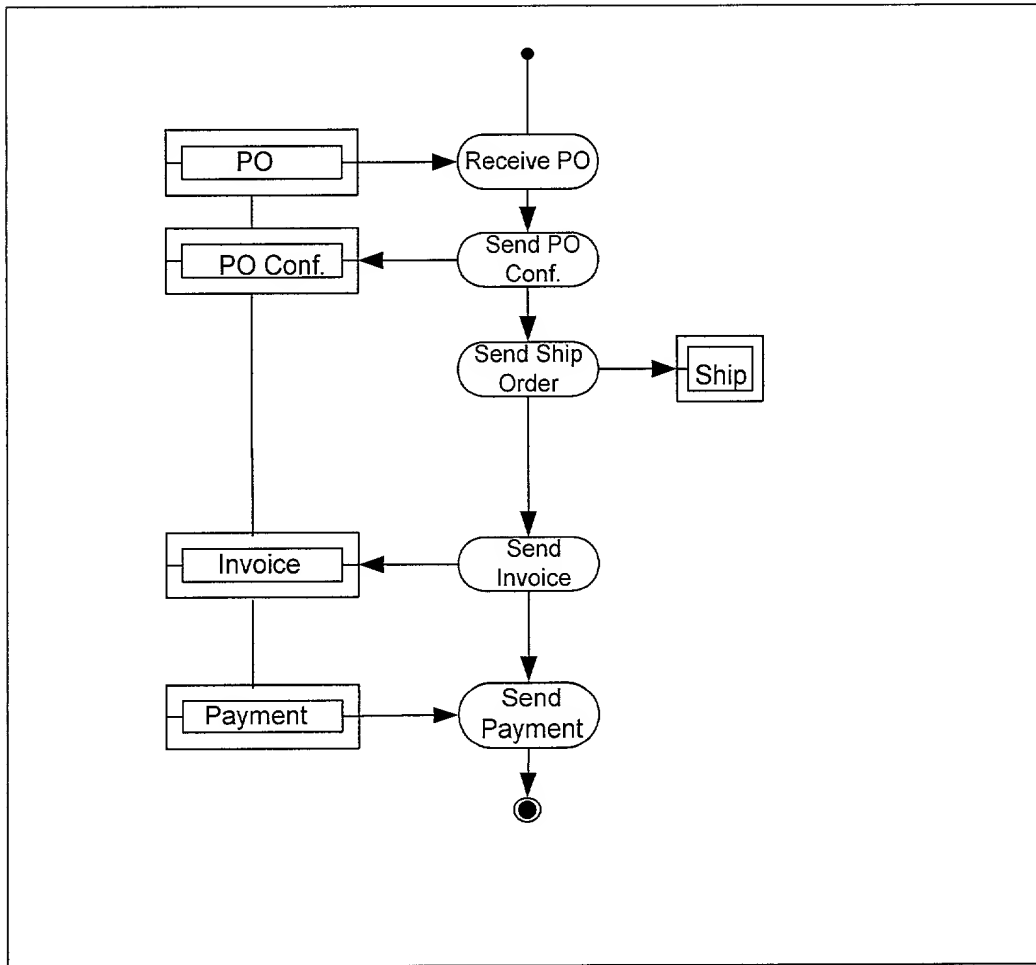 PO
Receive PO
PO Conf.
Send PO
Conf.
Send Ship
Order
Ship
Invoice
Send
Invoice
Payment
Send
Payment